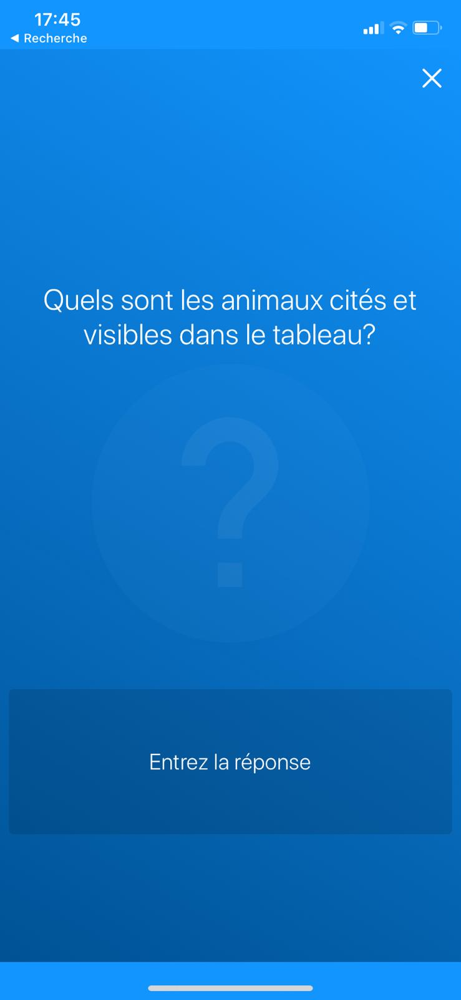 17:45
◀ Recherche
Quels sont les animaux cités et
visibles dans le tableau?
?
Entrez la réponse